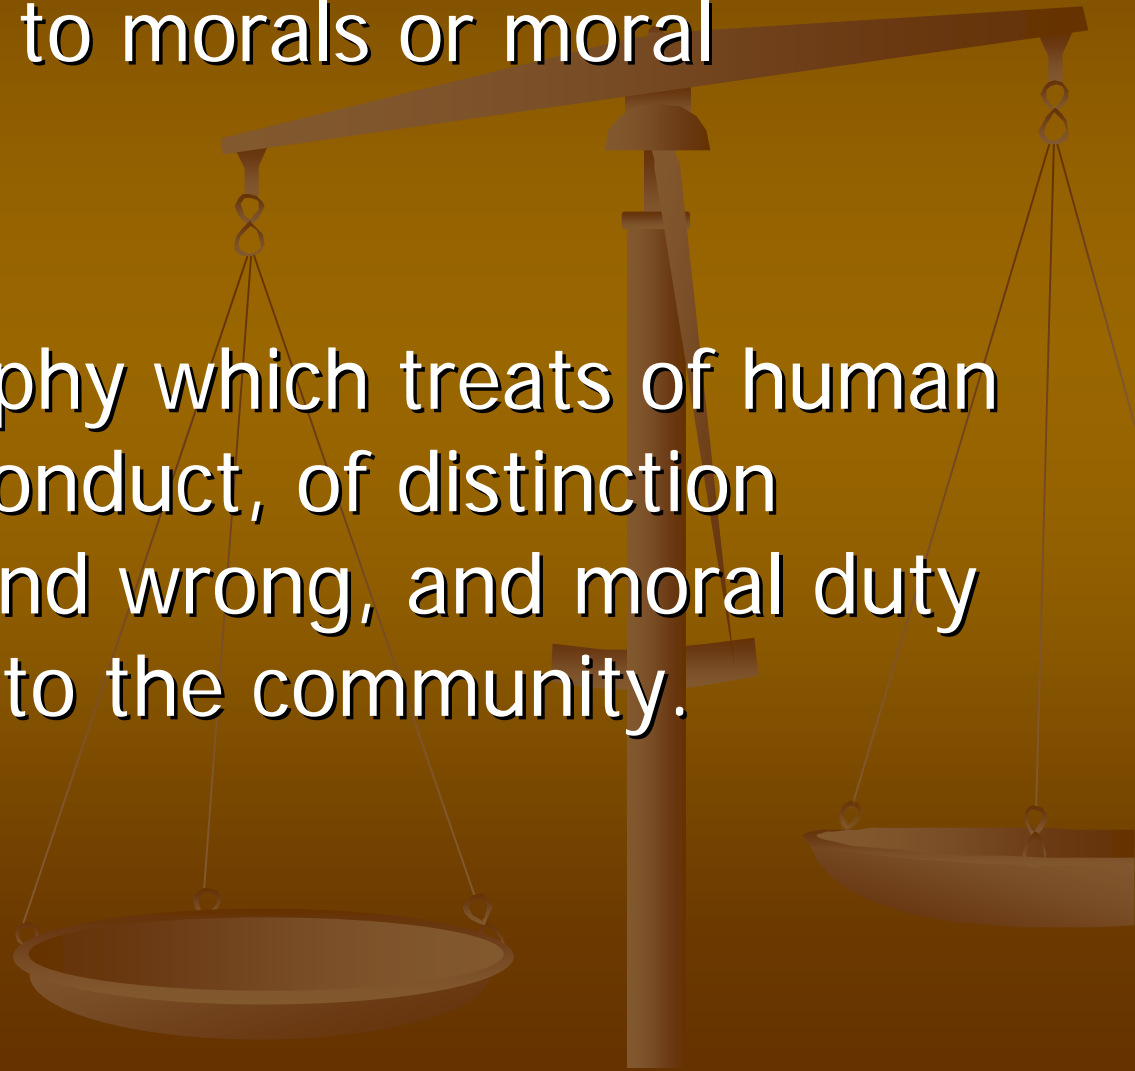 to morals or moral
phy which treats of human
onduct, of distinction
nd wrong, and moral duty
to the community.